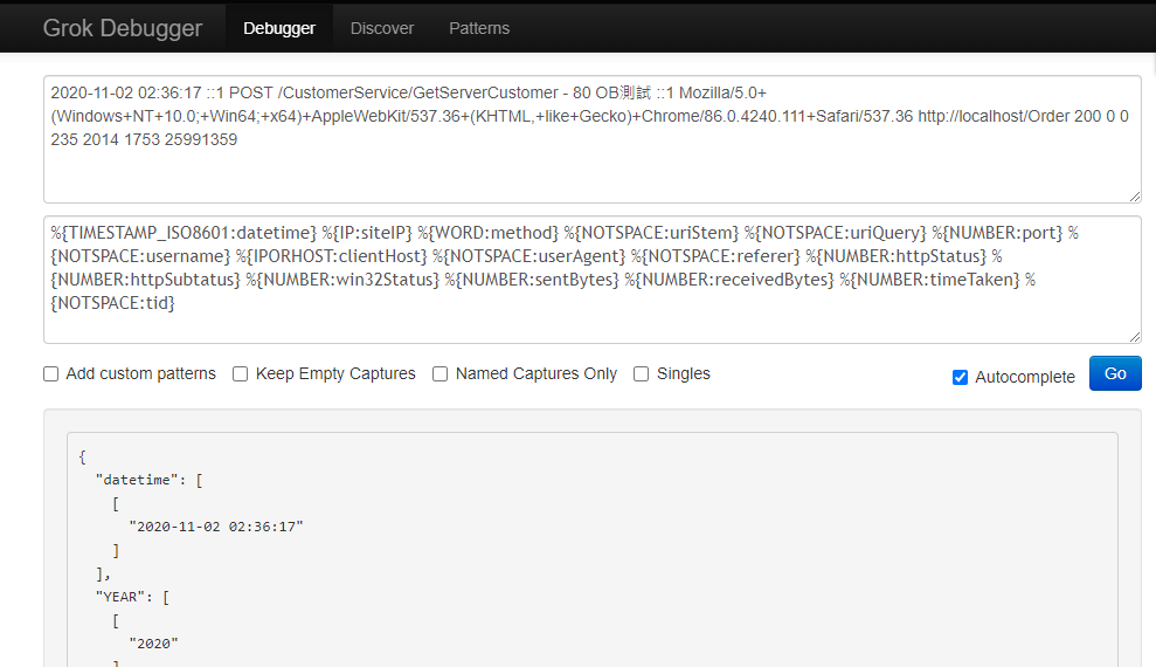 Grok Debugger Debugger Discover Patterns
2020-11-02 02:36:17 ::1 POST /CustomerService/GetServerCustomer - 80 OB測試 ::1 Mozilla/5.0+
(Windows+NT+10.0;+Win64;+x64)+AppleWebKit/537.36+(KHTML,+like+Gecko)+Chrome/86.0.4240.111+Safari/537.36 http://localhost/Order 200 0 0
235 2014 1753 25991359
%{TIMESTAMP_ISO8601:datetime} %{IP:siteIP} %{WORD:method} %{NOTSPACE:uriStem} %{NOTSPACE:uriQuery} %{NUMBER:port} %
{NOTSPACE:username} %{IPORHOST:clientHost} %{NOTSPACE:userAgent} %{NOTSPACE:referer} %{NUMBER:httpStatus} %
{NUMBER:httpSubtatus} %{NUMBER:win32Status} %{NUMBER:sentBytes} %{NUMBER:receivedBytes} %{NUMBER:timeTaken} %
{NOTSPACE:tid}
Add custom patterns Keep Empty Captures Named Captures Only Singles Autocomplete Go
{
"datetime": [
[
"2020-11-02 02:36:17"
]
],
"YEAR": [
[
"2020"
]